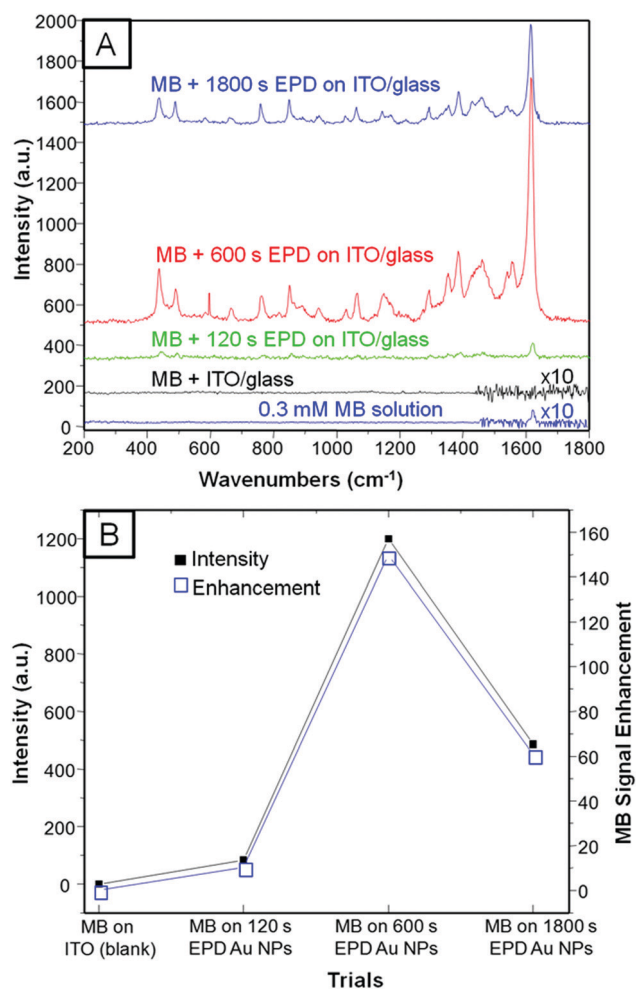 A
2000
1800
1600
1400
1200
1000
800
600
400
200
0
Intensity (a.u.)
MB + 1800 s EPD on ITO/glass
MB + 600 s EPD on ITO/glass
MB + 120 s EPD on ITO/glass
MB + ITO/glass
x10
0.3 mM MB solution
x10
200 400 600 800 1000 1200 1400 1600 1800
Wavenumbers (cm⁻¹)
B
1200
1000
800
600
400
200
0
Intensity (a.u.)
Intensity
Enhancement
160
140
120
100
80
60
40
20
0
MB Signal Enhancement
MB on MB on 120 s MB on 600 s MB on 1800 s
ITO (blank) EPD Au NPs EPD Au NPs EPD Au NPs
Trials